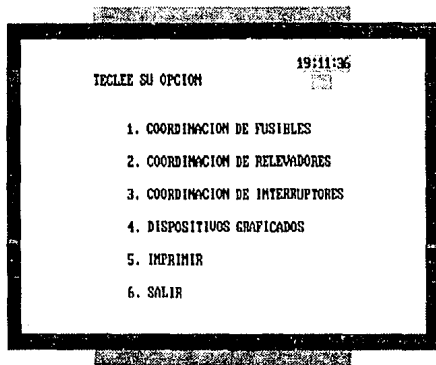 19:11:36
TECLEE SU OPCION
1. COORDINACION DE FUSIBLES
2. COORDINACION DE RELEVADORES
3. COORDINACION DE INTERRUPTORES
4. DISPOSITIVOS GRAFICADOS
5. IMPRIMIR
6. SALIR